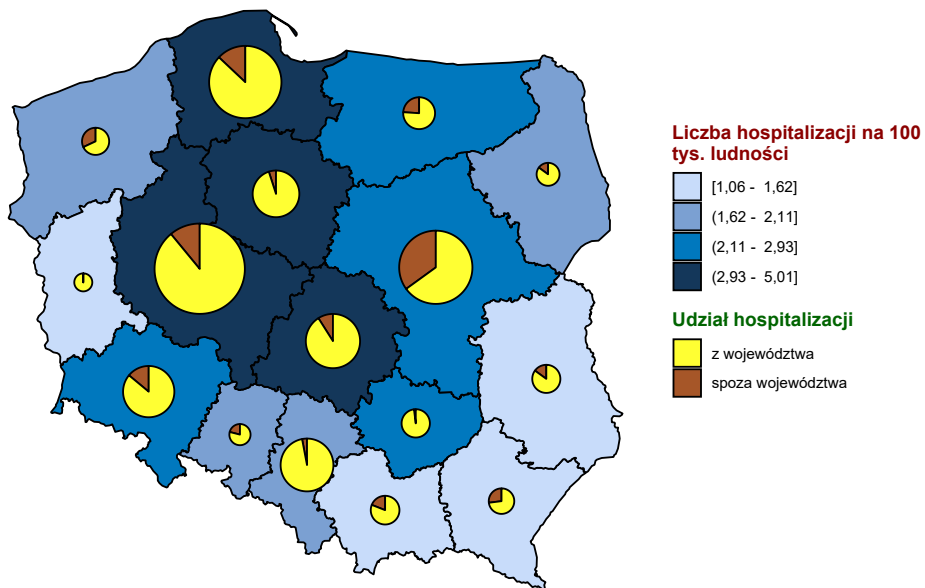 Liczba hospitalizacji na 100
tys. ludności
[1,06 - 1,62]
(1,62 - 2,11]
(2,11 - 2,93]
(2,93 - 5,01]
Udział hospitalizacji
z województwa
spoza województwa